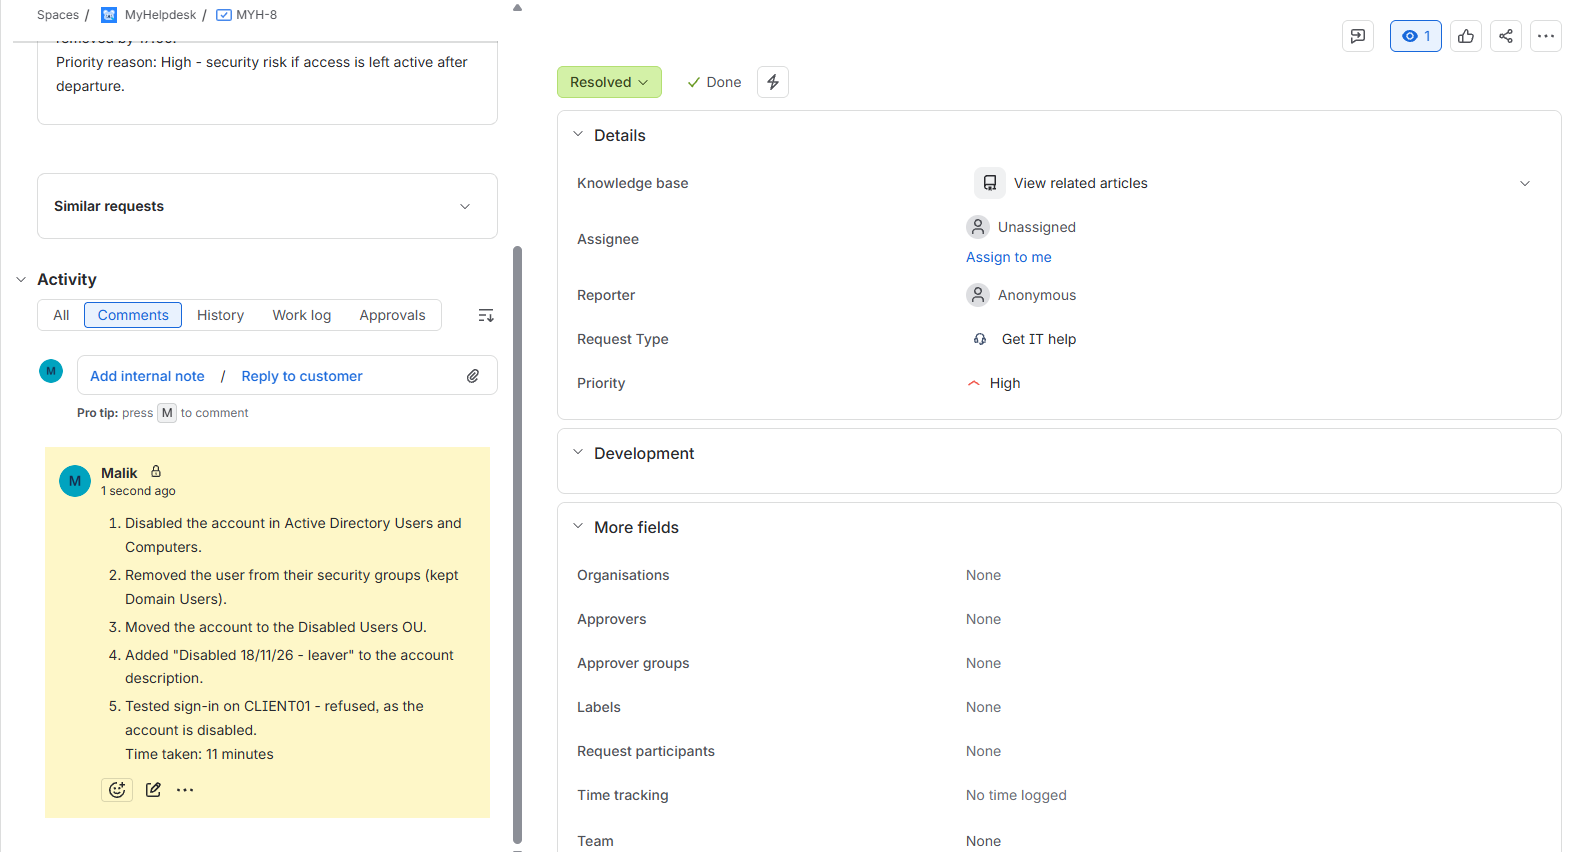 Spaces / MyHelpdesk / MYH-8
Priority reason: High - security risk if access is left active after
departure.
Similar requests
Activity
All Comments History Work log Approvals
M
Add internal note / Reply to customer
Pro tip: press M to comment
M
Malik
1 second ago
1. Disabled the account in Active Directory Users and
Computers.
2. Removed the user from their security groups (kept
Domain Users).
3. Moved the account to the Disabled Users OU.
4. Added "Disabled 18/11/26 - leaver" to the account
description.
5. Tested sign-in on CLIENT01 - refused, as the
account is disabled.
Time taken: 11 minutes
1
Resolved Done
Details
Knowledge base View related articles
Assignee Unassigned
Assign to me
Reporter Anonymous
Request Type Get IT help
Priority High
Development
More fields
Organisations None
Approvers None
Approver groups None
Labels None
Request participants None
Time tracking No time logged
Team None